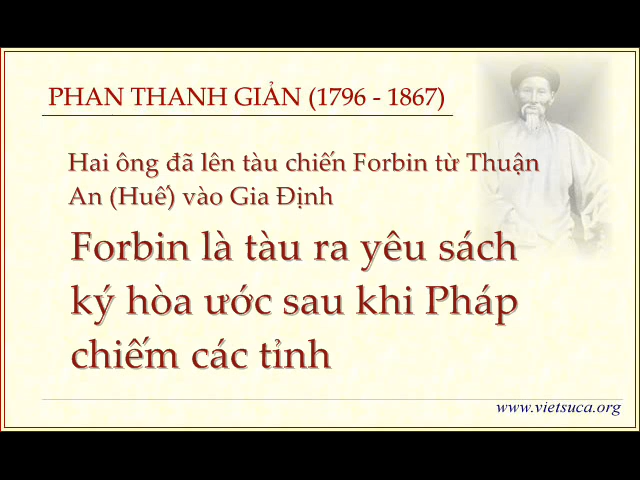 PHAN THANH GIẢN (1796 - 1867)
Hai ông đã lên tàu chiến Forbin từ Thuận
An (Huế) vào Gia Định
Forbin là tàu ra yêu sách
ký hòa ước sau khi Pháp
chiếm các tỉnh
www.vietsuca.org